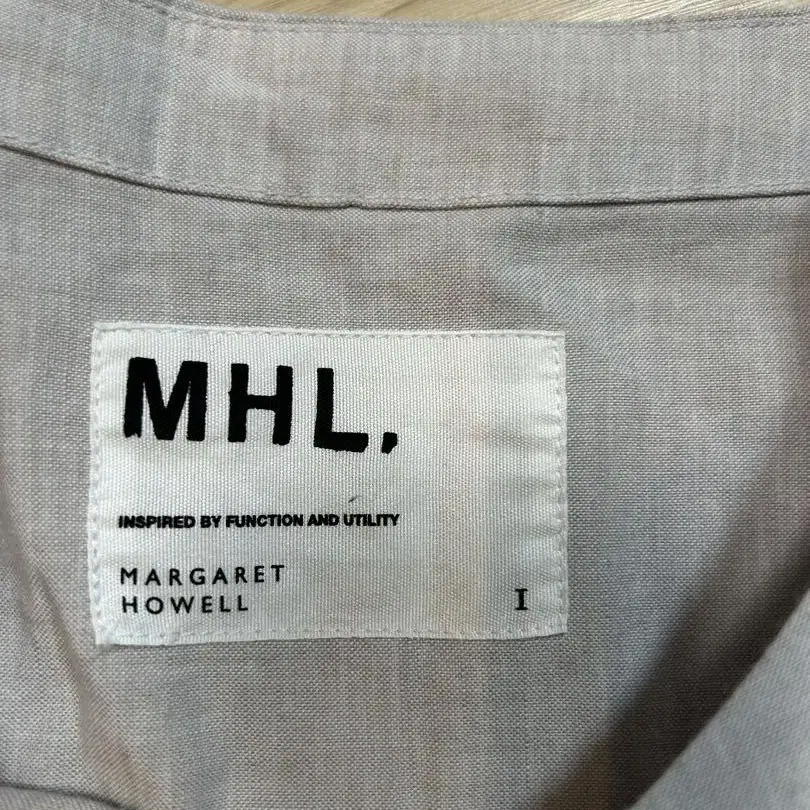 MHL.
INSPIRED BY FUNCTION AND UTILITY
MARGARET
HOWELL
I